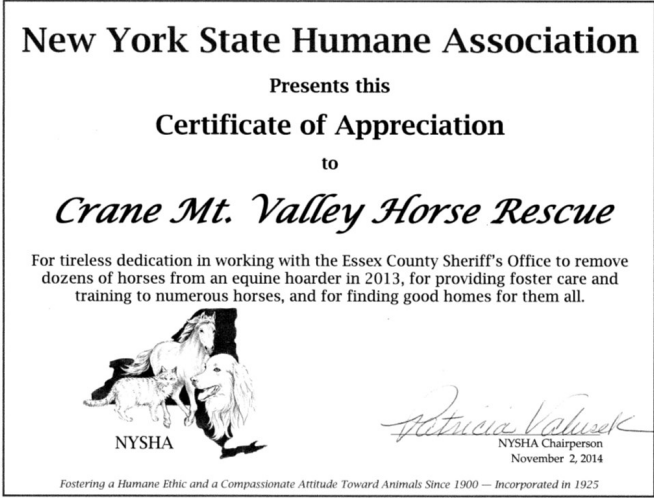 New York State Humane Association
Presents this
Certificate of Appreciation
to
Crane Mt. Valley Horse Rescue
For tireless dedication in working with the Essex County Sheriff's Office to remove
dozens of horses from an equine hoarder in 2013, for providing foster care and
training to numerous horses, and for finding good homes for them all.
NYSHA
Patricia Valusek
NYSHA Chairperson
November 2, 2014
Fostering a Humane Ethic and a Compassionate Attitude Toward Animals Since 1900 — Incorporated in 1925